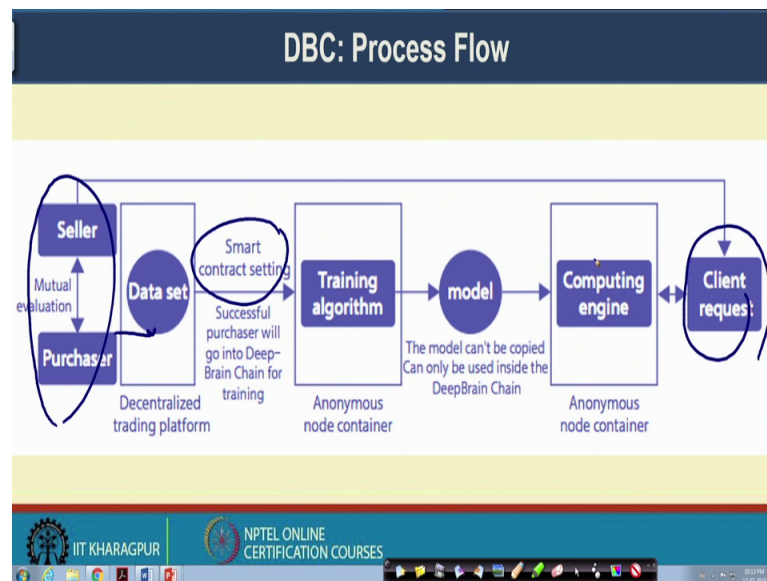 DBC: Process Flow
Seller
Mutual
evaluation
Purchaser
Data set
Decentralized
trading platform
Smart
contract setting
Successful
purchaser will
go into Deep-
Brain Chain for
training
Training
algorithm
Anonymous
node container
model
The model can't be copied
Can only be used inside the
DeepBrain Chain
Computing
engine
Anonymous
node container
Client
request
IIT KHARAGPUR
NPTEL ONLINE
CERTIFICATION COURSES